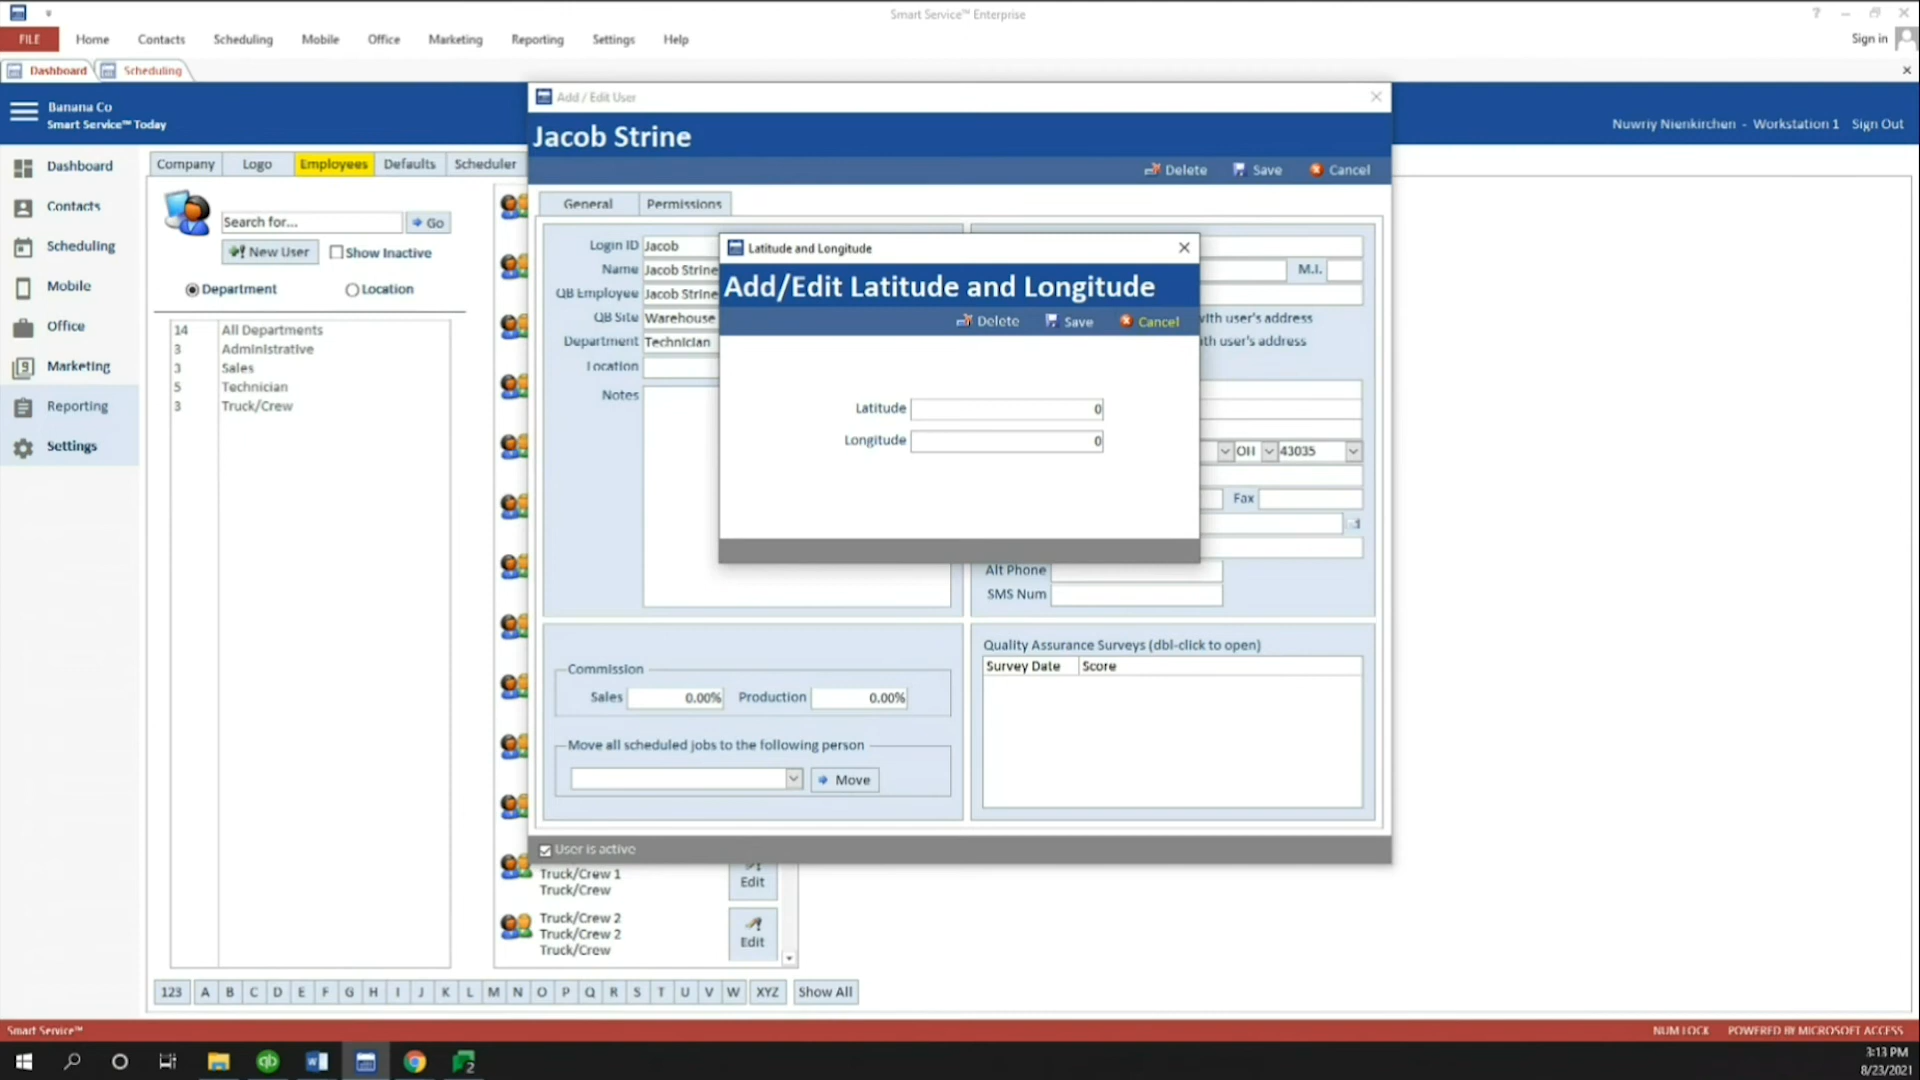 Smart Service™ Enterprise
FILE Home Contacts Scheduling Mobile Office Marketing Reporting Settings Help
Sign in
Dashboard Scheduling
Banana Co
Smart Service™ Today
Nuwriy Nienkirchen - Workstation 1 Sign Out
Dashboard
Contacts
Scheduling
Mobile
Office
Marketing
Reporting
Settings
Company Logo Employees Defaults Scheduler
Search for... Go
New User Show Inactive
Department Location
14 All Departments
3 Administrative
3 Sales
5 Technician
3 Truck/Crew
Add / Edit User
Jacob Strine
Delete Save Cancel
General Permissions
Login ID Jacob
Name Jacob Strine
QB Employee Jacob Strine
QB Site Warehouse
Department Technician
Location
Notes
M.I.
with user's address
ith user's address
OH 43035
Fax
Alt Phone
SMS Num
Latitude and Longitude
Add/Edit Latitude and Longitude
Delete Save Cancel
Latitude 0
Longitude 0
Commission
Sales 0.00% Production 0.00%
Move all scheduled jobs to the following person
Move
Quality Assurance Surveys (dbl-click to open)
Survey Date Score
User is active
Truck/Crew 1
Truck/Crew
Edit
Truck/Crew 2
Truck/Crew 2
Truck/Crew
Edit
123 A B C D E F G H I J K L M N O P Q R S T U V W XYZ Show All
Smart Service™
NUM LOCK POWERED BY MICROSOFT ACCESS
3:13 PM
8/23/2021